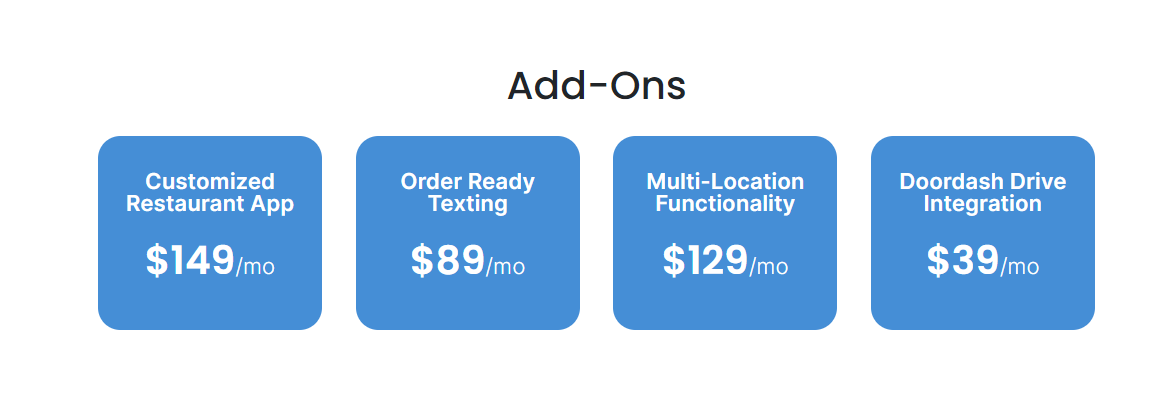 Add-Ons
Customized
Restaurant App
$149/mo
Order Ready
Texting
$89/mo
Multi-Location
Functionality
$129/mo
Doordash Drive
Integration
$39/mo